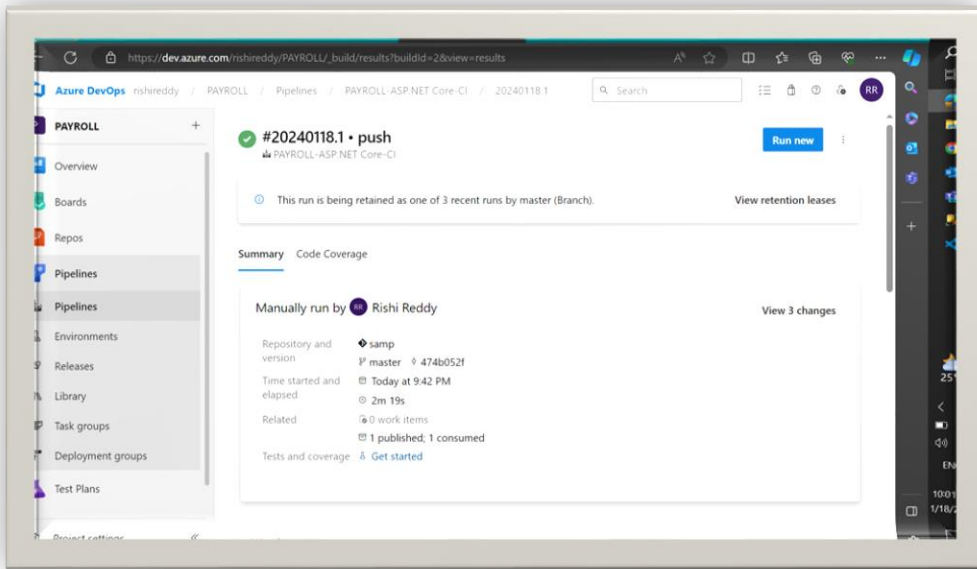 https://dev.azure.com/rishireddy/PAYROLL/_build/results?buildId=2&view=results
Azure DevOps rishireddy / PAYROLL / Pipelines / PAYROLL-ASP.NET Core-CI / 20240118.1
Search
RR
PAYROLL
Overview
Boards
Repos
Pipelines
Pipelines
Environments
Releases
Library
Task groups
Deployment groups
Test Plans
Project settings
#20240118.1 • push
PAYROLL-ASP.NET Core-CI
Run new
This run is being retained as one of 3 recent runs by master (Branch).
View retention leases
Summary Code Coverage
Manually run by RR Rishi Reddy
View 3 changes
Repository and version
samp
master 474b052f
Time started and elapsed
Today at 9:42 PM
2m 19s
Related
0 work items
1 published; 1 consumed
Tests and coverage
Get started
25°
10:01
1/18/2